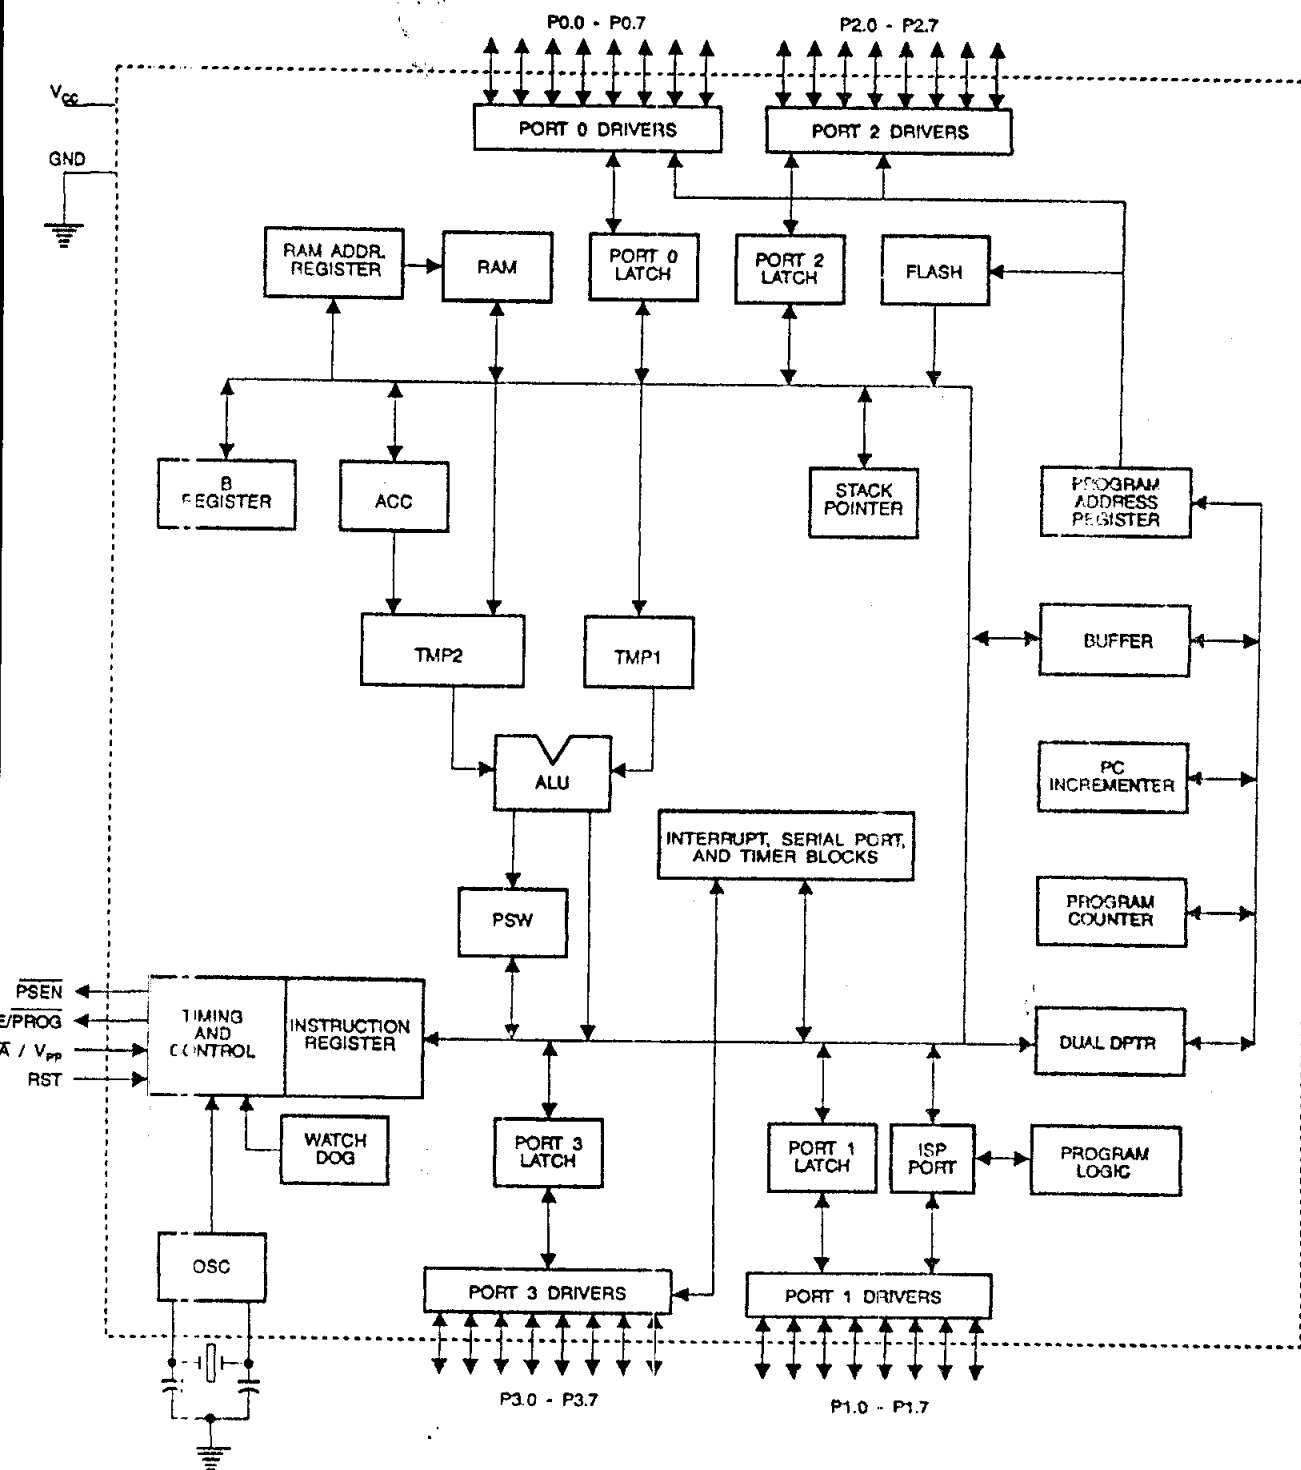 P0.0 - P0.7
P2.0 - P2.7
VCC
GND
PORT 0 DRIVERS
PORT 2 DRIVERS
RAM ADDR.
REGISTER
RAM
PORT 0
LATCH
PORT 2
LATCH
FLASH
B
REGISTER
ACC
STACK
POINTER
PROGRAM
ADDRESS
REGISTER
TMP2
TMP1
BUFFER
ALU
PC
INCREMENTER
INTERRUPT, SERIAL PORT,
AND TIMER BLOCKS
PSW
PROGRAM
COUNTER
PSEN
E/PROG
A / VPP
RST
TIMING
AND
CONTROL
INSTRUCTION
REGISTER
DUAL DPTR
WATCH
DOG
PORT 3
LATCH
PORT 1
LATCH
ISP
PORT
PROGRAM
LOGIC
OSC
PORT 3 DRIVERS
PORT 1 DRIVERS
P3.0 - P3.7
P1.0 - P1.7